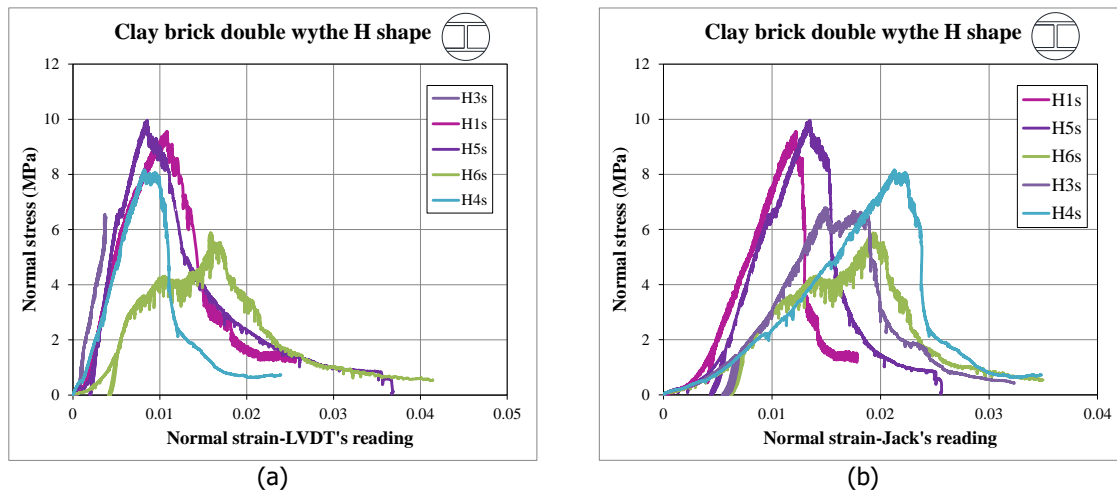 Clay brick double wythe H shape
12
10
8
6
4
2
0
Normal stress (MPa)
H3s
H1s
H5s
H6s
H4s
0 0.01 0.02 0.03 0.04 0.05
Normal strain-LVDT's reading
(a)
Clay brick double wythe H shape
12
10
8
6
4
2
0
Normal stress (MPa)
H1s
H5s
H6s
H3s
H4s
0 0.01 0.02 0.03 0.04
Normal strain-Jack's reading
(b)